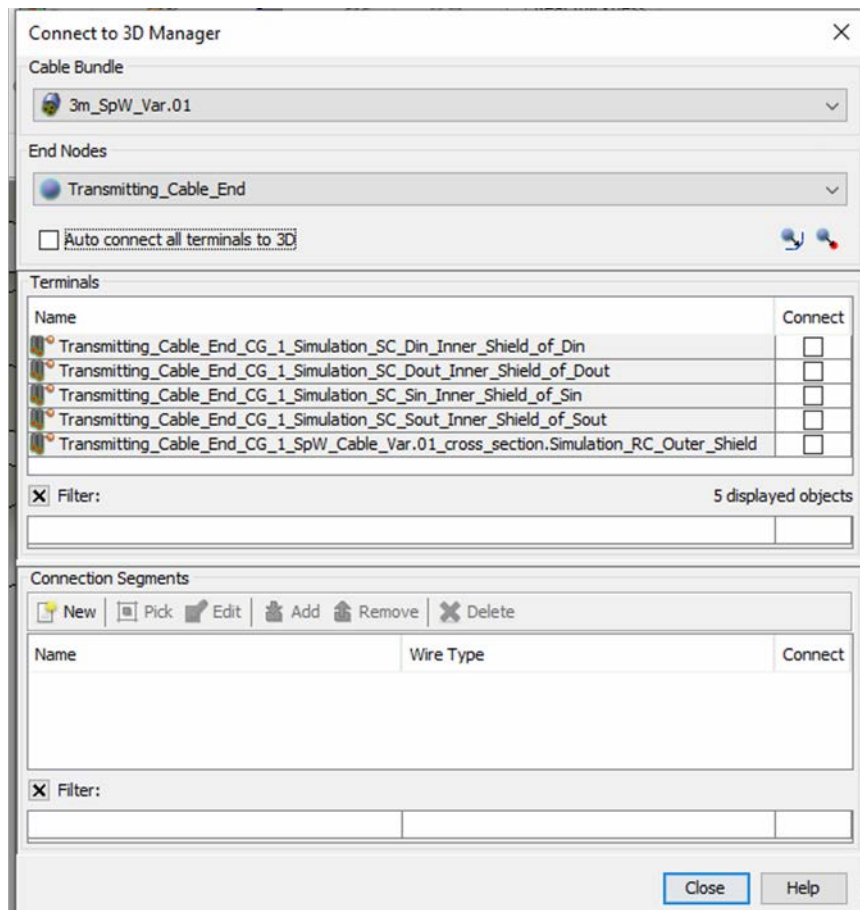 Connect to 3D Manager
Cable Bundle
3m_SpW_Var.01
End Nodes
Transmitting_Cable_End
Auto connect all terminals to 3D
Terminals
Name Connect
Transmitting_Cable_End_CG_1_Simulation_SC_Din_Inner_Shield_of_Din
Transmitting_Cable_End_CG_1_Simulation_SC_Dout_Inner_Shield_of_Dout
Transmitting_Cable_End_CG_1_Simulation_SC_Sin_Inner_Shield_of_Sin
Transmitting_Cable_End_CG_1_Simulation_SC_Sout_Inner_Shield_of_Sout
Transmitting_Cable_End_CG_1_SpW_Cable_Var.01_cross_section.Simulation_RC_Outer_Shield
Filter: 5 displayed objects
Connection Segments
New Pick Edit Add Remove Delete
Name Wire Type Connect
Filter:
Close Help